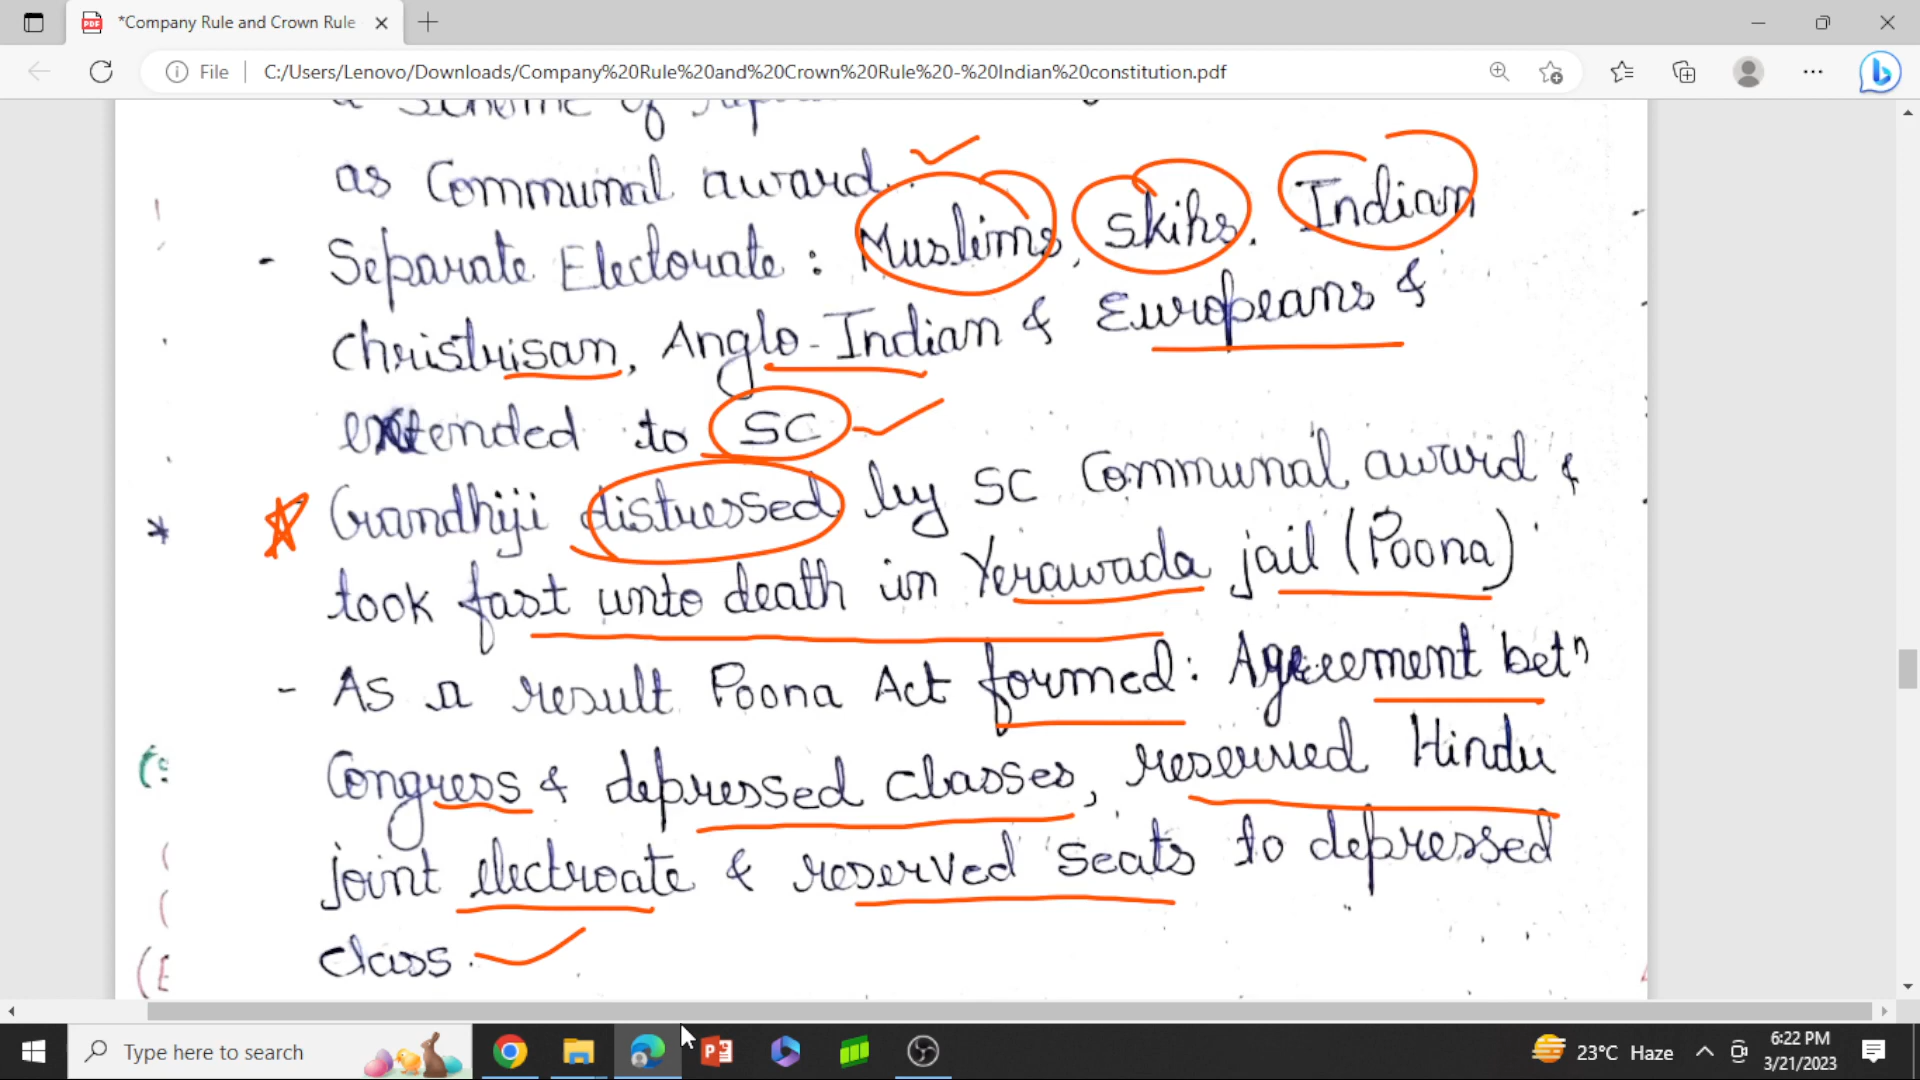 *Company Rule and Crown Rule
File
C:/Users/Lenovo/Downloads/Company%20Rule%20and%20Crown%20Rule%20-%20Indian%20constitution.pdf
a scheme of
as Communal award.
- Separate Electorate : Muslims, Skihs, Indian
Christrisan, Anglo-Indian & Europeans &
extended to SC
* Grandhiji distressed by SC Communal award &
took fast unto death in Yerawada jail (Poona)
- As a result Poona Act formed : Agreement betn
Congress & depressed classes, reserved Hindu
joint electroate & reserved seats to depressed
class.
Type here to search
23°C Haze
6:22 PM
3/21/2023